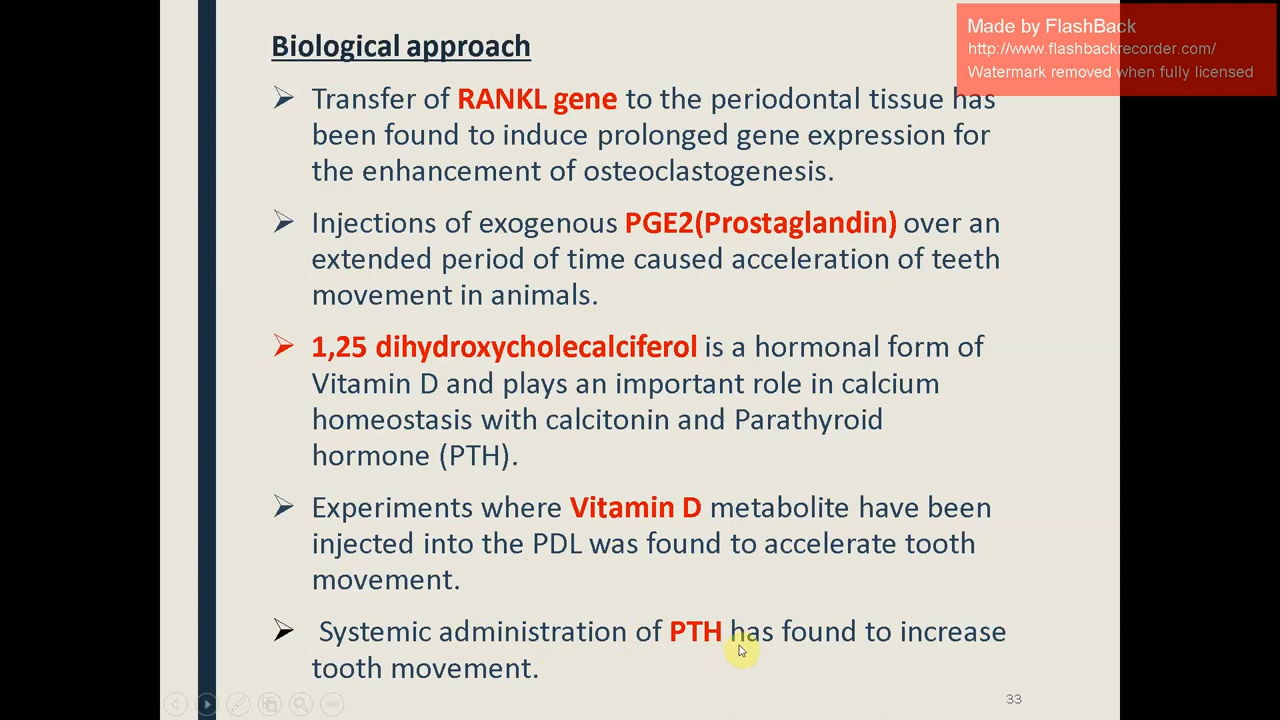 Biological approach
Made by FlashBack
http://www.flashbackrecorder.com/
Watermark removed when fully licensed
Transfer of RANKL gene to the periodontal tissue has
been found to induce prolonged gene expression for
the enhancement of osteoclastogenesis.
Injections of exogenous PGE2(Prostaglandin) over an
extended period of time caused acceleration of teeth
movement in animals.
1,25 dihydroxycholecalciferol is a hormonal form of
Vitamin D and plays an important role in calcium
homeostasis with calcitonin and Parathyroid
hormone (PTH).
Experiments where Vitamin D metabolite have been
injected into the PDL was found to accelerate tooth
movement.
Systemic administration of PTH has found to increase
tooth movement.
33